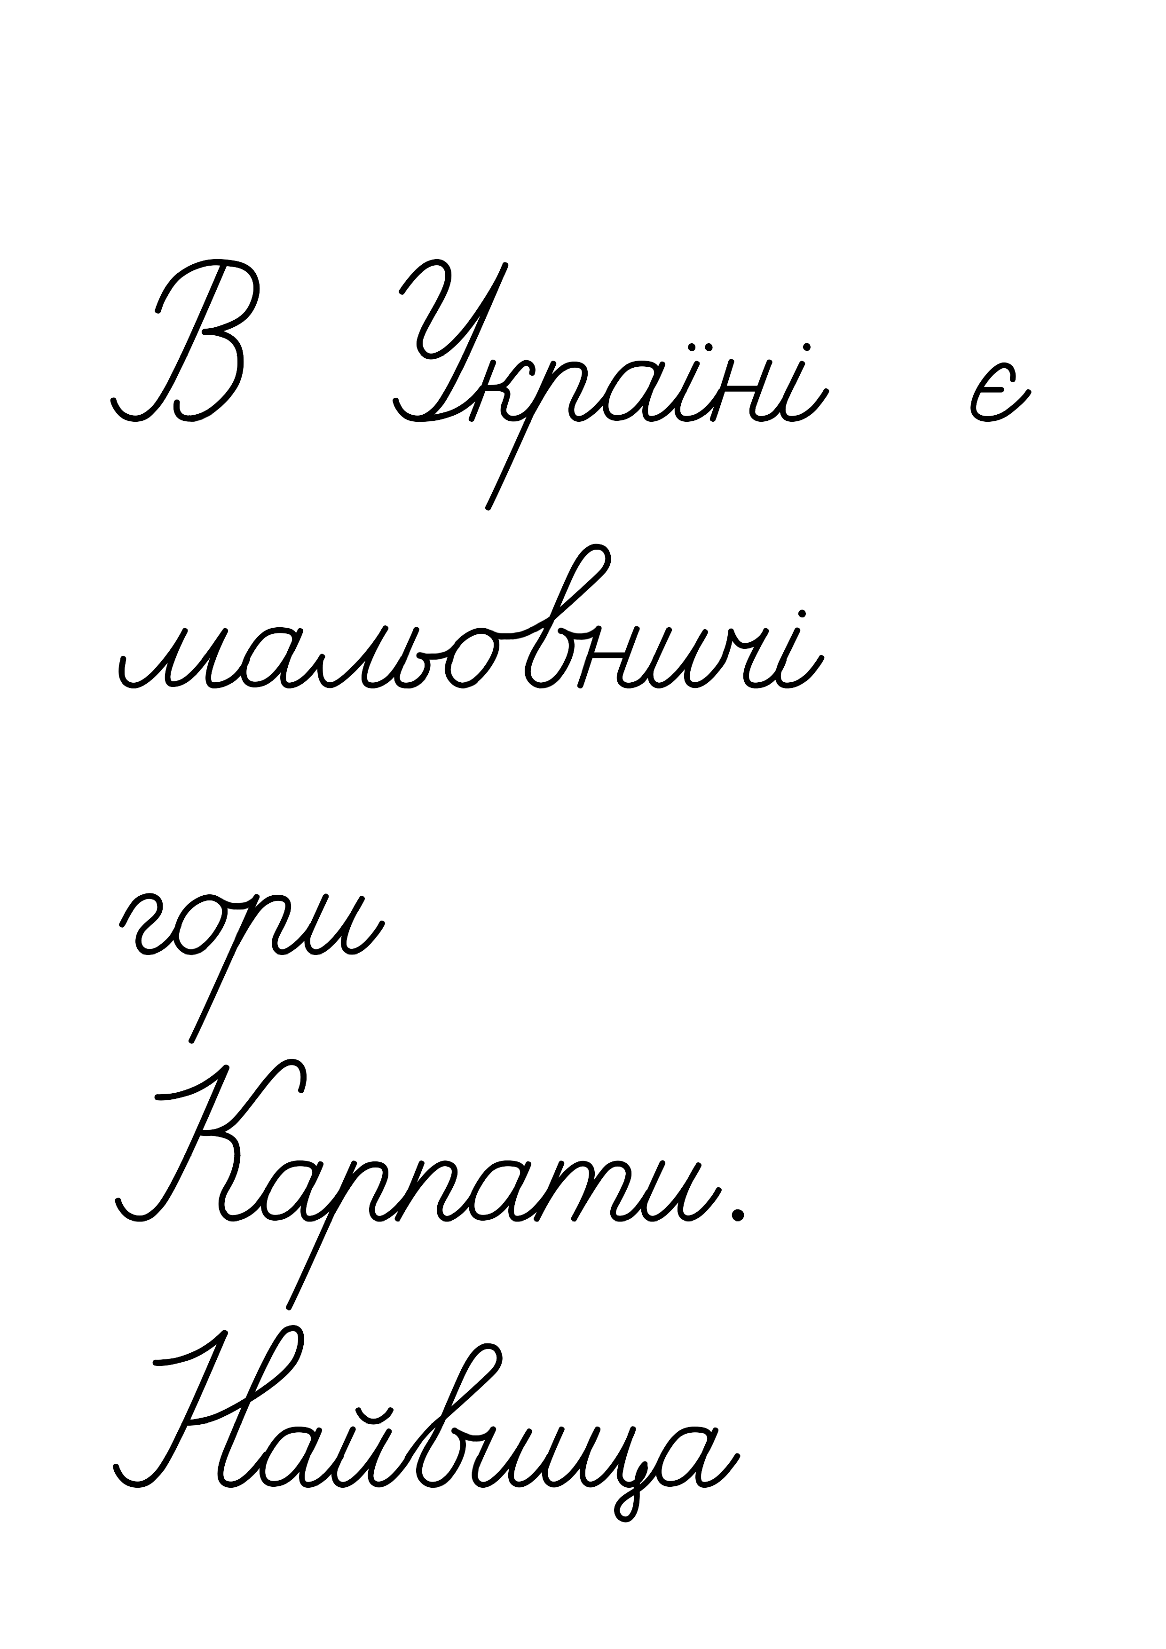 В Україні є
мальовничі
гори
Карпати.
Найвища